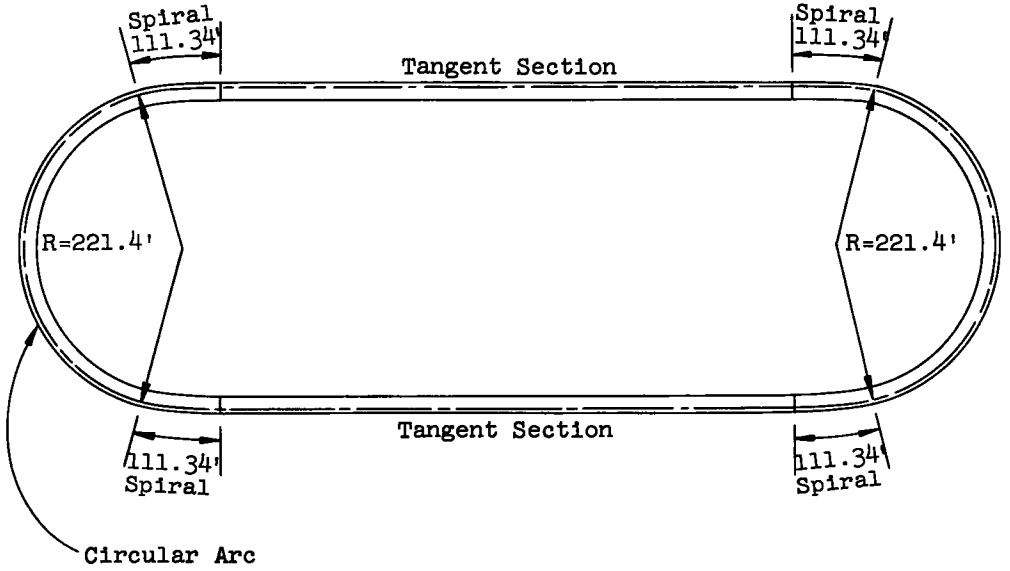 Spiral
111.34'
Spiral
111.34'
Tangent Section
R=221.4'
R=221.4'
Tangent Section
111.34'
Spiral
111.34'
Spiral
Circular Arc